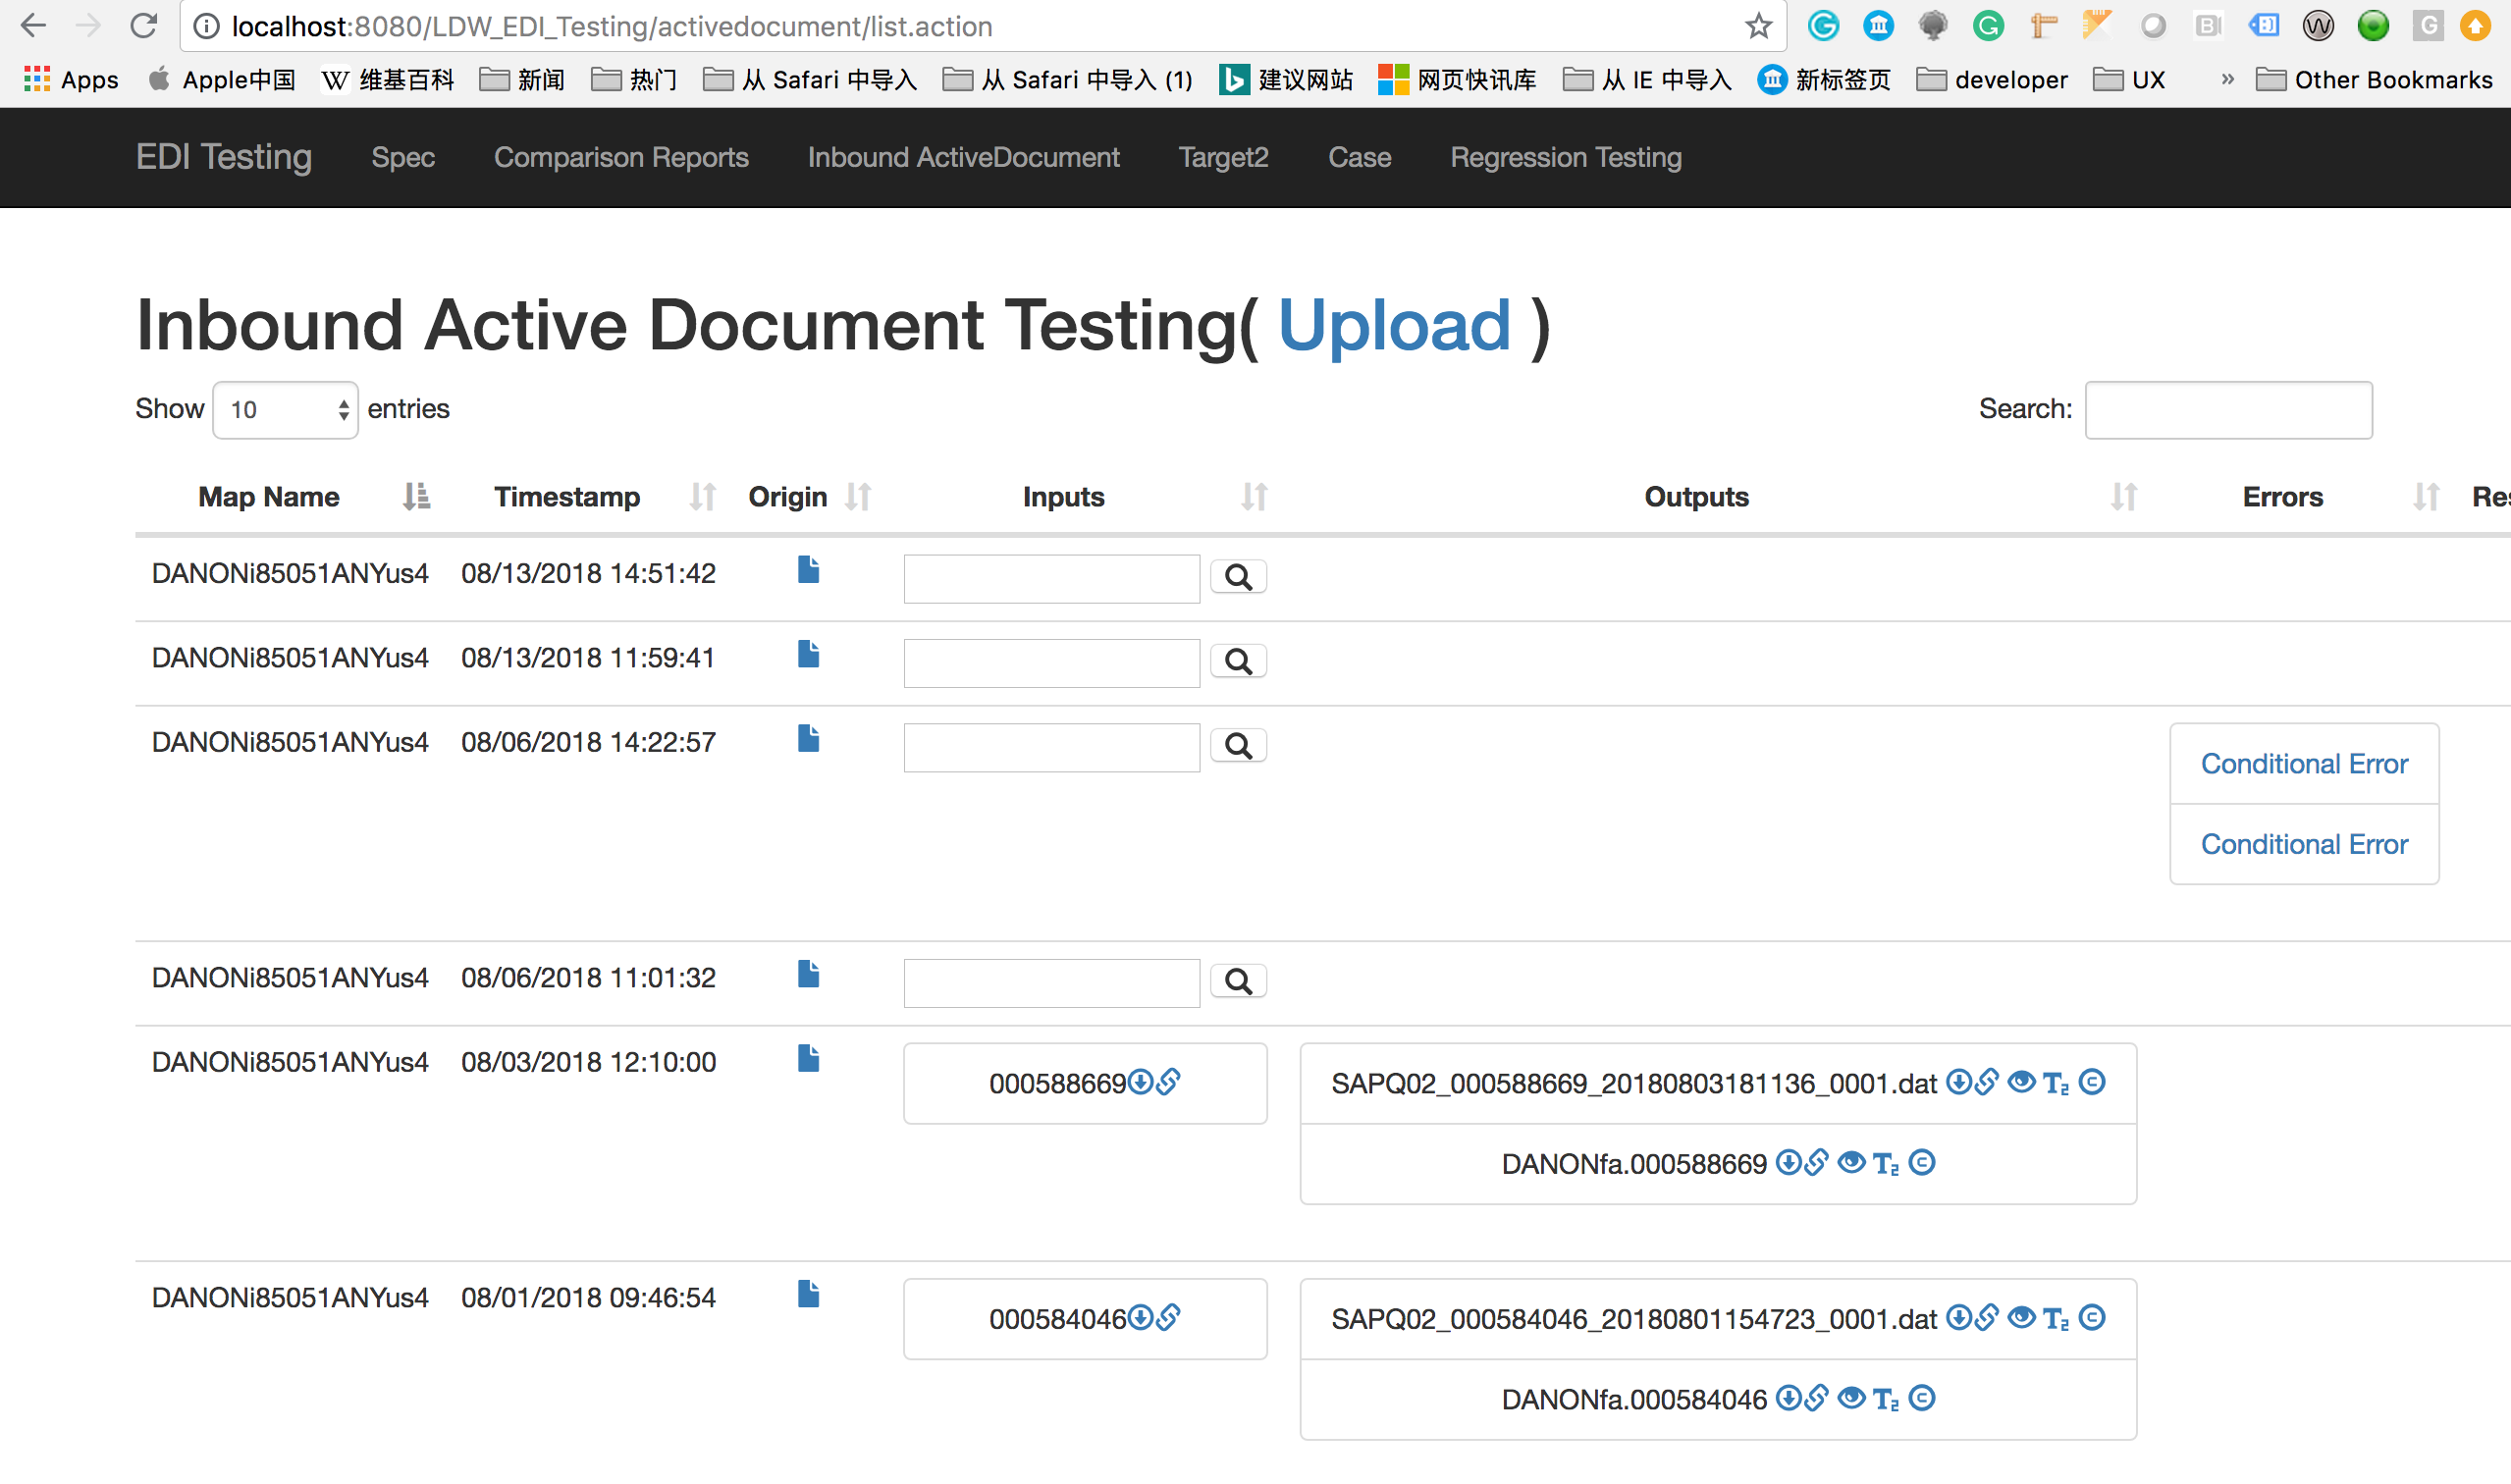 localhost:8080/LDW_EDI_Testing/activedocument/list.action
Apps Apple中国 W 维基百科 新闻 热门 从 Safari 中导入 从 Safari 中导入 (1) 建议网站 网页快讯库 从 IE 中导入 新标签页 developer UX » Other Bookmarks
EDI Testing Spec Comparison Reports Inbound ActiveDocument Target2 Case Regression Testing
Inbound Active Document Testing( Upload )
Show 10 entries Search:
Map Name Timestamp Origin Inputs Outputs Errors
DANONi85051ANYus4 08/13/2018 14:51:42
DANONi85051ANYus4 08/13/2018 11:59:41
DANONi85051ANYus4 08/06/2018 14:22:57
Conditional Error
Conditional Error
DANONi85051ANYus4 08/06/2018 11:01:32
DANONi85051ANYus4 08/03/2018 12:10:00
000588669 SAPQ02_000588669_20180803181136_0001.dat T2 C
DANONfa.000588669 T2 C
DANONi85051ANYus4 08/01/2018 09:46:54
000584046 SAPQ02_000584046_20180801154723_0001.dat T2 C
DANONfa.000584046 T2 C